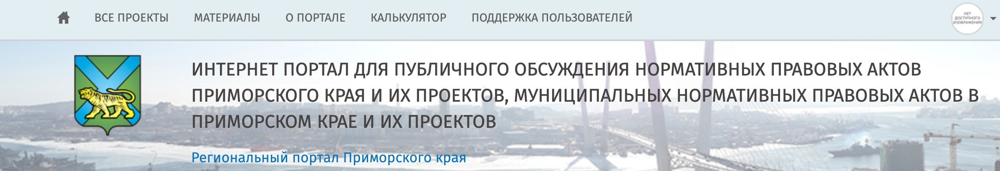 ВСЕ ПРОЕКТЫ МАТЕРИАЛЫ О ПОРТАЛЕ КАЛЬКУЛЯТОР ПОДДЕРЖКА ПОЛЬЗОВАТЕЛЕЙ
НЕТ
ДОСТУПНОГО
ИЗОБРАЖЕНИЯ
ИНТЕРНЕТ ПОРТАЛ ДЛЯ ПУБЛИЧНОГО ОБСУЖДЕНИЯ НОРМАТИВНЫХ ПРАВОВЫХ АКТОВ
ПРИМОРСКОГО КРАЯ И ИХ ПРОЕКТОВ, МУНИЦИПАЛЬНЫХ НОРМАТИВНЫХ ПРАВОВЫХ АКТОВ В
ПРИМОРСКОМ КРАЕ И ИХ ПРОЕКТОВ
Региональный портал Приморского края